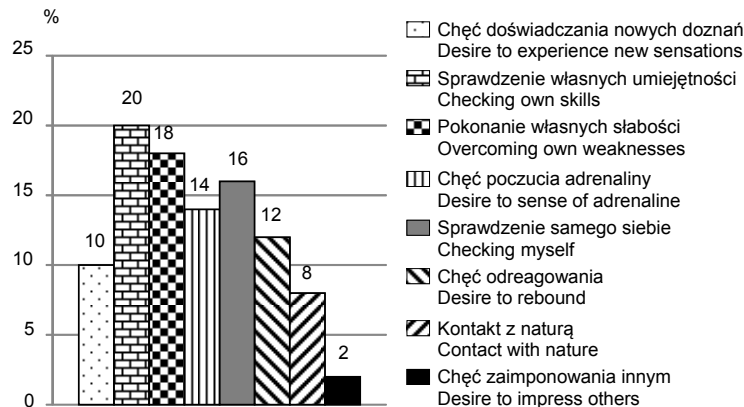 %
25
20
15
10
5
0
10
20
18
14
16
12
8
2
Chęć doświadczania nowych doznań
Desire to experience new sensations
Sprawdzenie własnych umiejętności
Checking own skills
Pokonanie własnych słabości
Overcoming own weaknesses
Chęć poczucia adrenaliny
Desire to sense of adrenaline
Sprawdzenie samego siebie
Checking myself
Chęć odreagowania
Desire to rebound
Kontakt z naturą
Contact with nature
Chęć zaimponowania innym
Desire to impress others